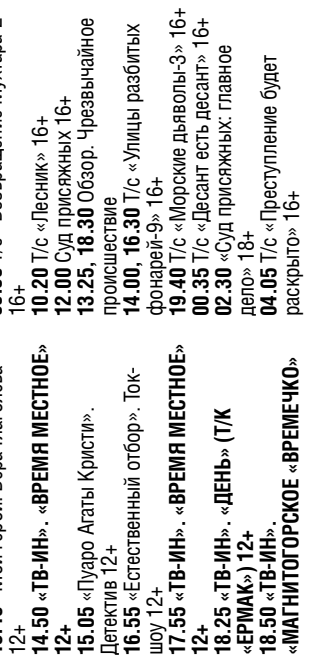 12+
14.50 «ТВ-ИН». «ВРЕМЯ МЕСТНОЕ»
12+
15.05 «Пуаро Агаты Кристи».
Детектив 12+
16.55 «Естественный отбор». Ток-
шоу 12+
17.55 «ТВ-ИН». «ВРЕМЯ МЕСТНОЕ»
12+
18.25 «ТВ-ИН». «ДЕНЬ» (Т/К
«ЕРМАК») 12+
18.50 «ТВ-ИН».
«МАГНИТОГОРСКОЕ «ВРЕМЕЧКО»
16+
10.20 Т/с «Лесник» 16+
12.00 Суд присяжных 16+
13.25, 18.30 Обзор. Чрезвычайное
происшествие
14.00, 16.30 Т/с «Улицы разбитых
фонарей-9» 16+
19.40 Т/с «Морские дьяволы-3» 16+
00.35 Т/с «Десант есть десант» 16+
02.30 «Суд присяжных: главное
дело» 18+
04.05 Т/с «Преступление будет
раскрыто» 16+